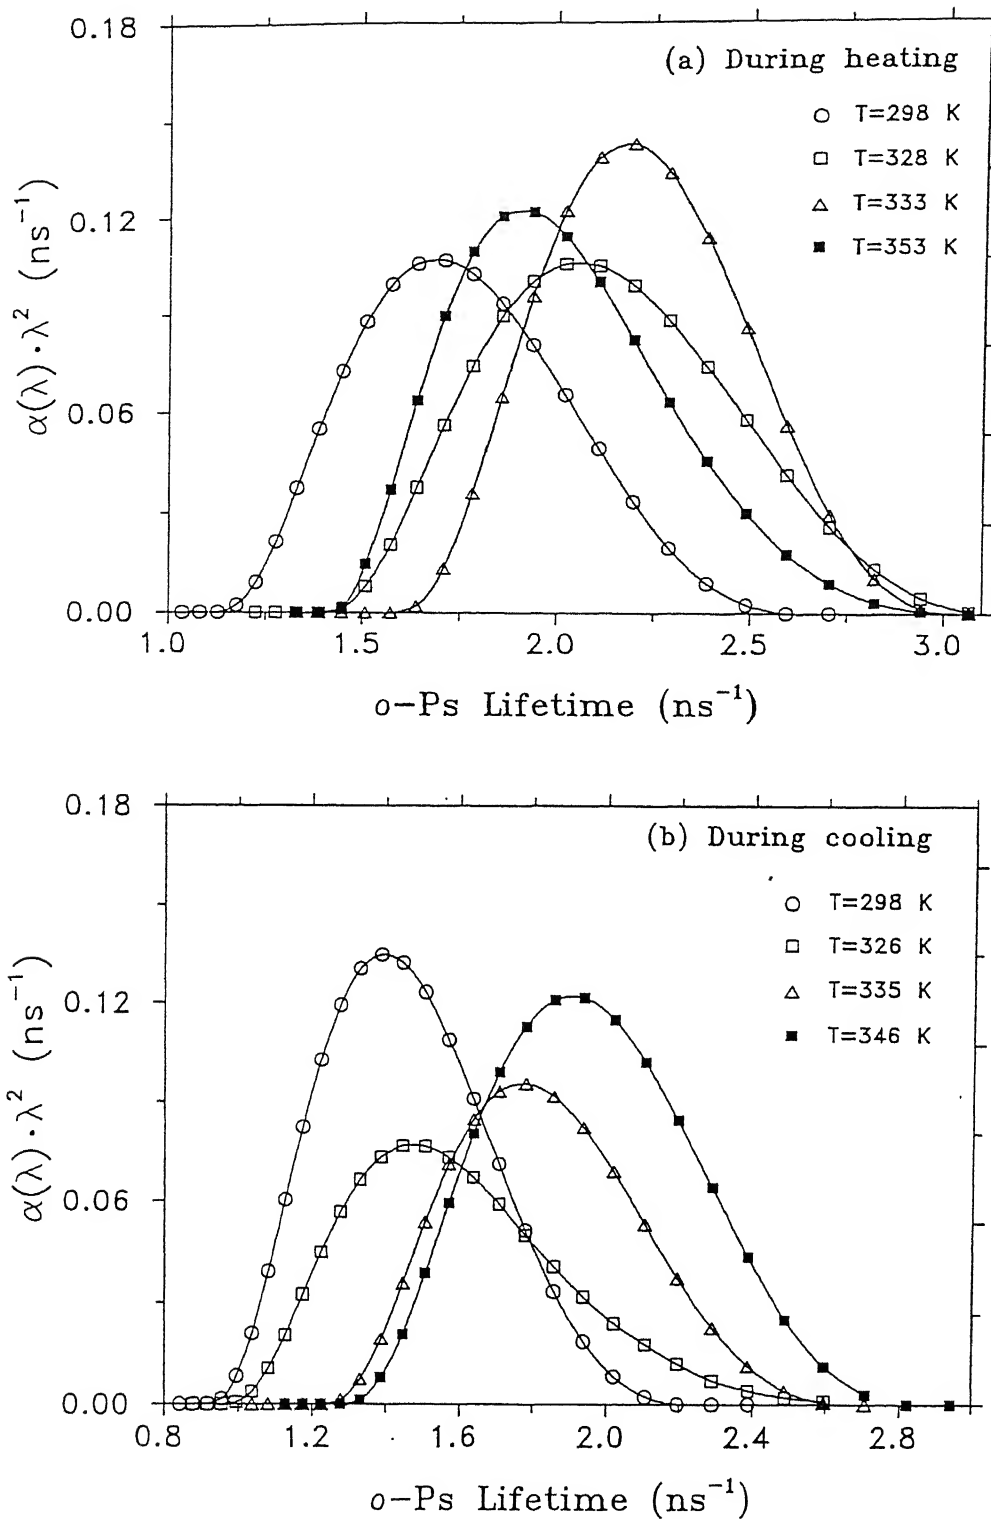 0.18
0.12
0.06
0.00
α(λ)·λ² (ns⁻¹)
(a) During heating
T=298 K
T=328 K
T=333 K
T=353 K
1.0 1.5 2.0 2.5 3.0
o-Ps Lifetime (ns⁻¹)
0.18
0.12
0.06
0.00
α(λ)·λ² (ns⁻¹)
(b) During cooling
T=298 K
T=326 K
T=335 K
T=346 K
0.8 1.2 1.6 2.0 2.4 2.8
o-Ps Lifetime (ns⁻¹)